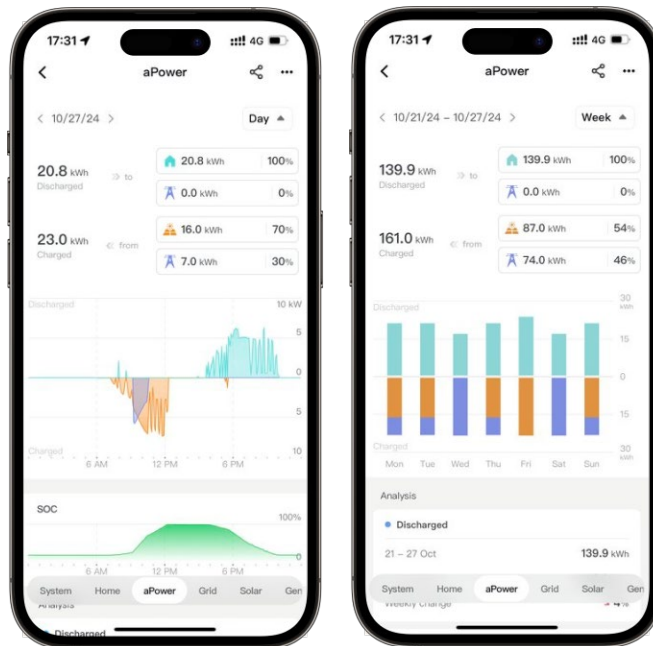 17:31
4G
aPower
< 10/27/24 >
Day
20.8 kWh
Discharged
to
20.8 kWh 100%
0.0 kWh 0%
23.0 kWh
Charged
from
16.0 kWh 70%
7.0 kWh 30%
Discharged
10 kW
5
0
5
Charged
10
6 AM 12 PM 6 PM
SOC
100%
0
6 AM 12 PM 6 PM
System Home aPower Grid Solar Gen
Analysis
Discharged
17:31
4G
aPower
< 10/21/24 – 10/27/24 >
Week
139.9 kWh
Discharged
to
139.9 kWh 100%
0.0 kWh 0%
161.0 kWh
Charged
from
87.0 kWh 54%
74.0 kWh 46%
Discharged
30
kWh
15
0
15
Charged
30
kWh
Mon Tue Wed Thu Fri Sat Sun
Analysis
Discharged
21 – 27 Oct 139.9 kWh
System Home aPower Grid Solar Gen
Weekly change 4%